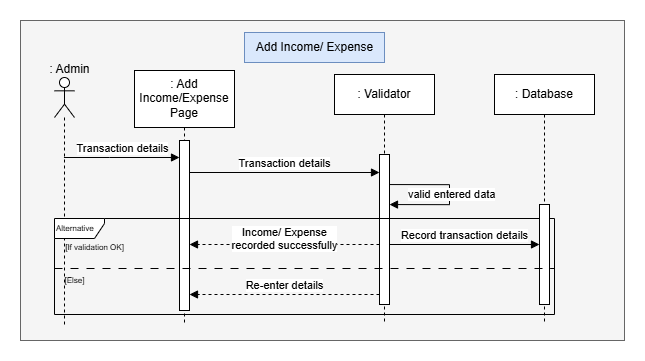 Add Income/ Expense
: Admin
: Add
Income/Expense
Page
: Validator
: Database
Transaction details
Transaction details
valid entered data
Alternative
[If validation OK]
Income/ Expense
recorded successfully
Record transaction details
[Else]
Re-enter details